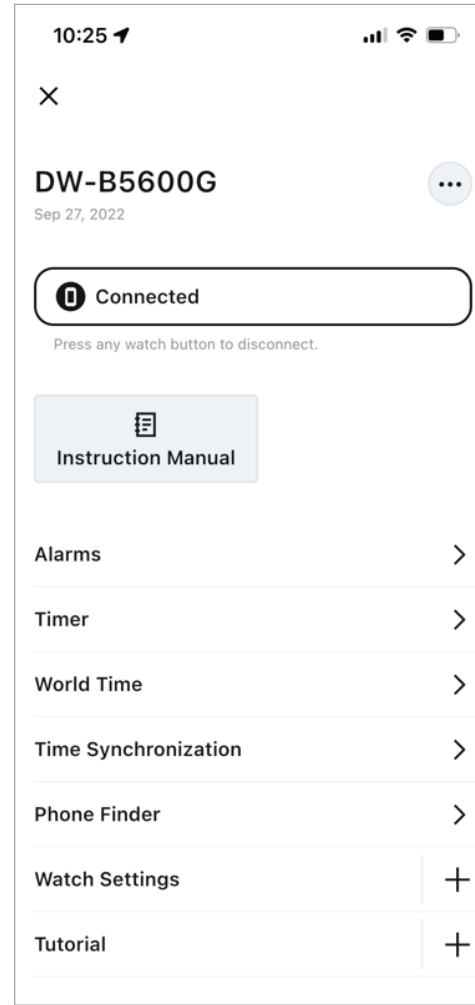 10:25
DW-B5600G
Sep 27, 2022
Connected
Press any watch button to disconnect.
Instruction Manual
Alarms
Timer
World Time
Time Synchronization
Phone Finder
Watch Settings
Tutorial